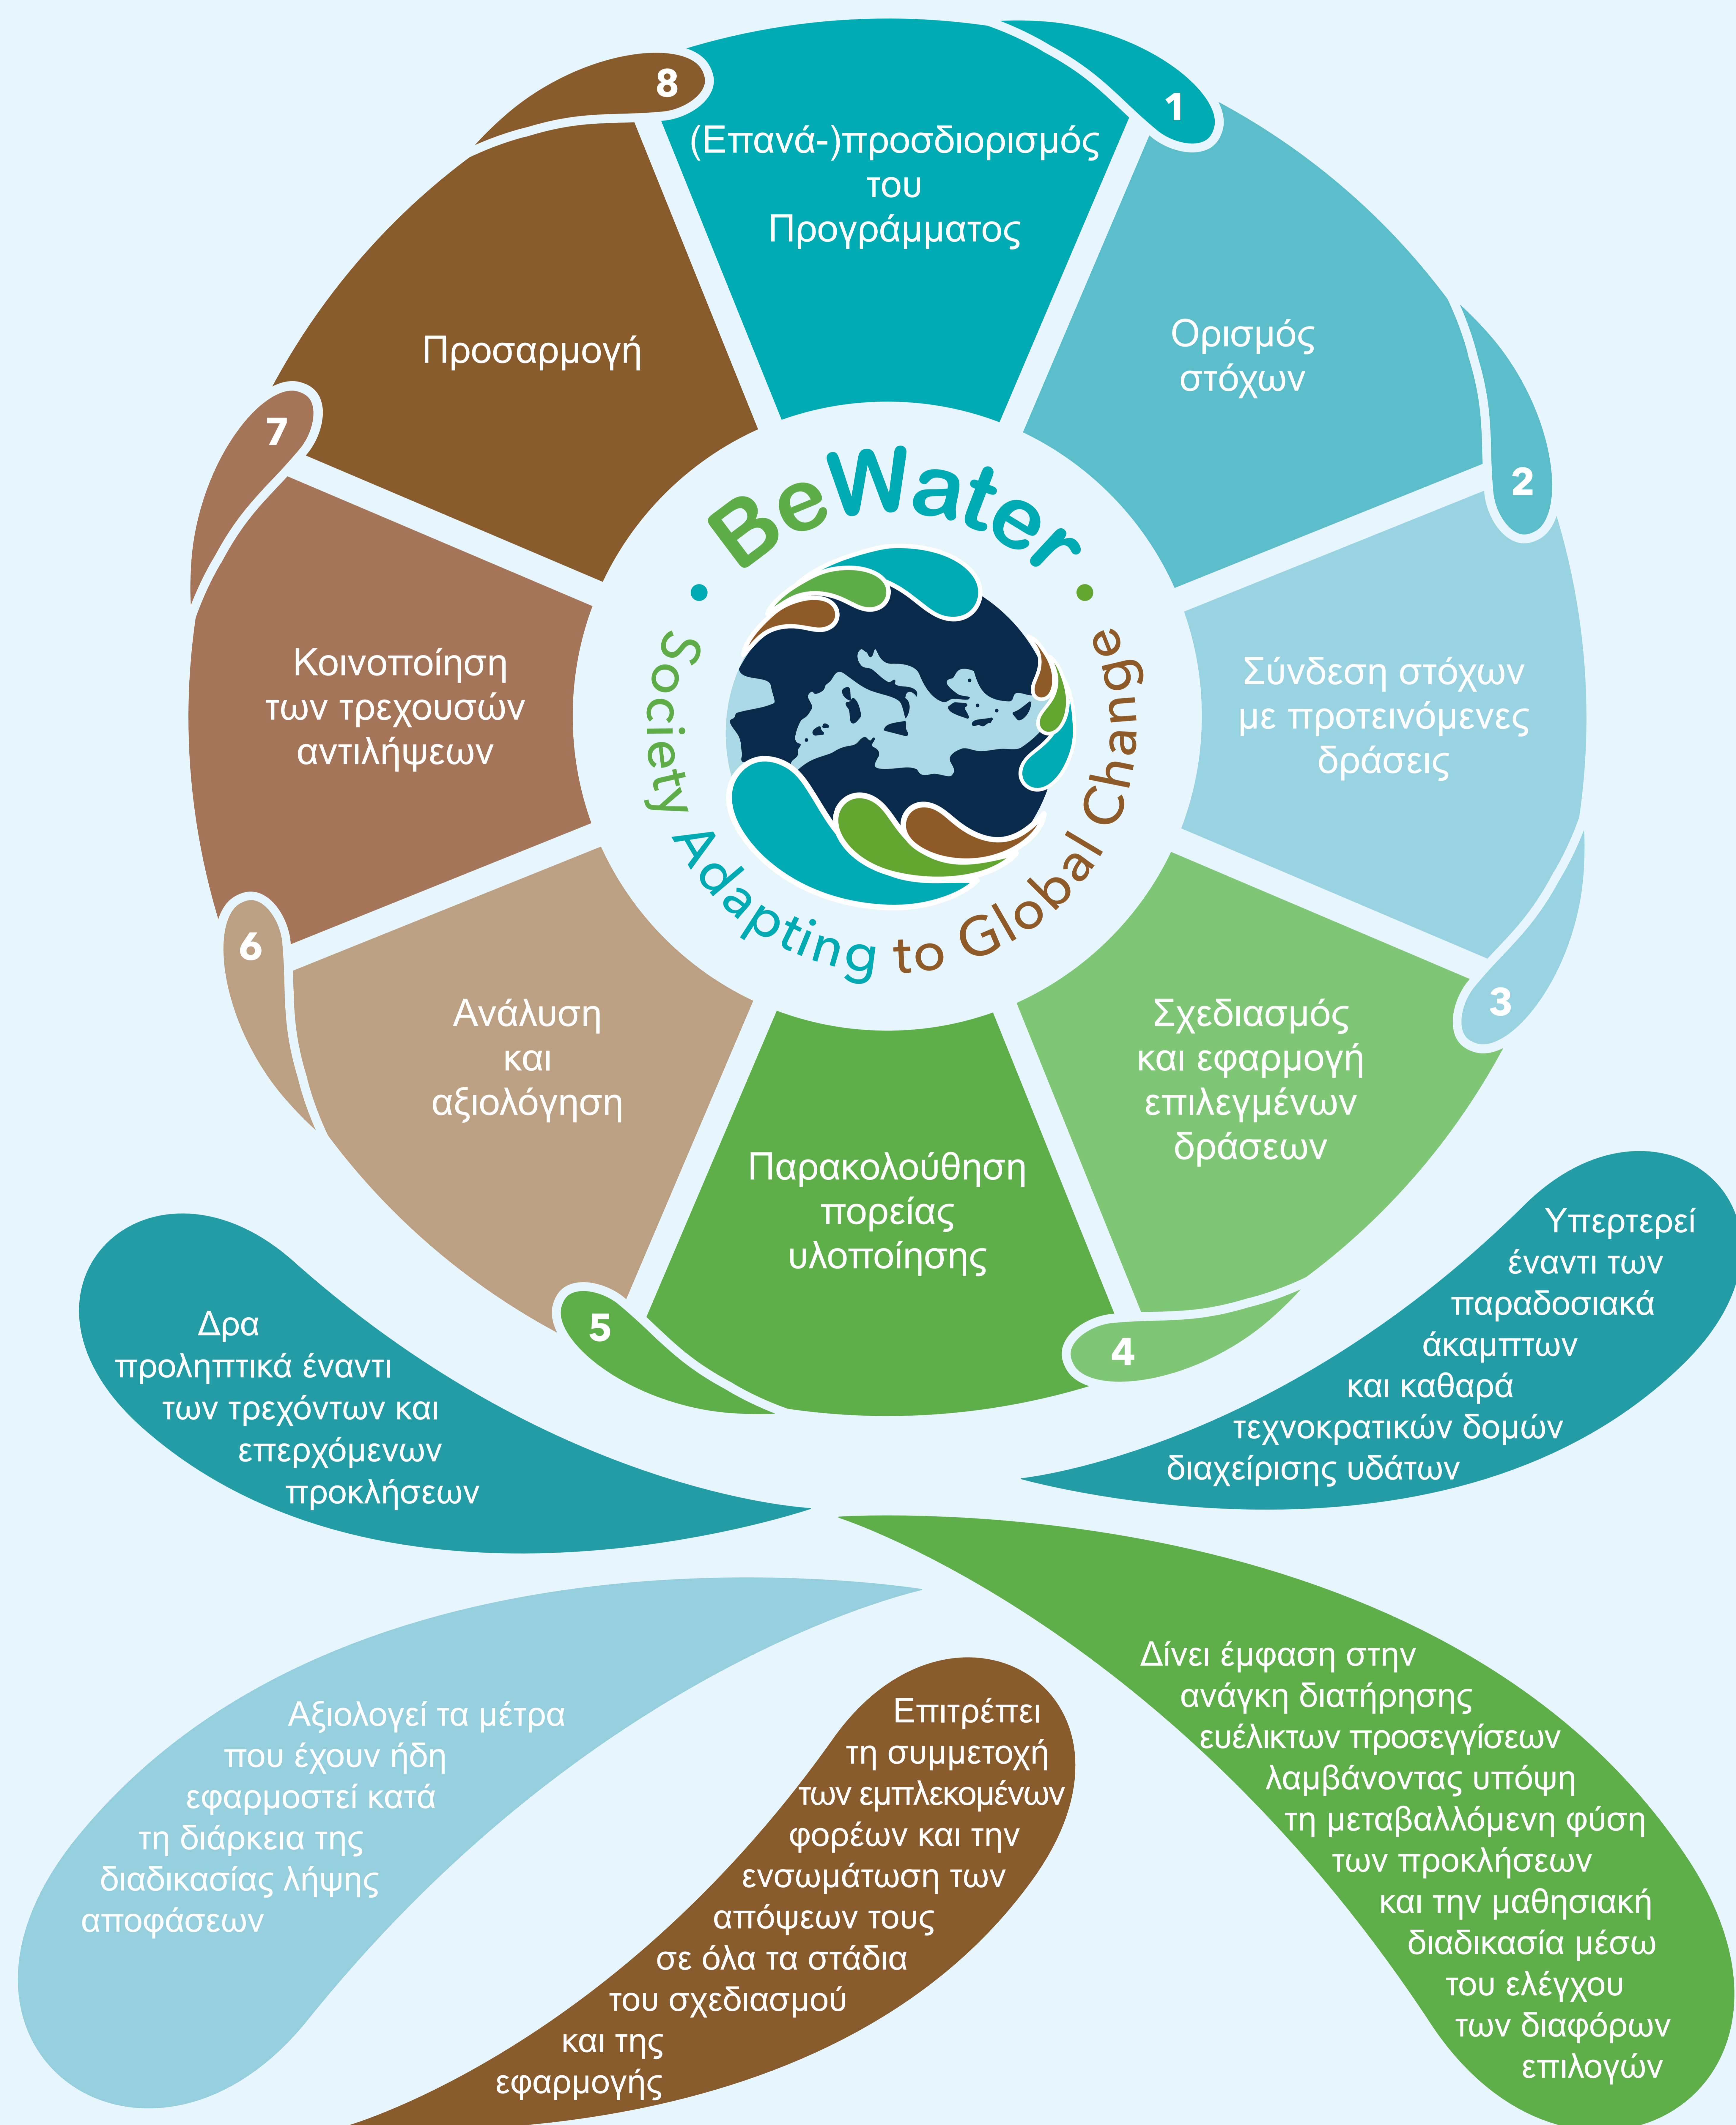 1
(Επανά-)προσδιορισμός
του
Προγράμματος
2
Ορισμός
στόχων
3
Σύνδεση στόχων
με προτεινόμενες
δράσεις
4
Σχεδιασμός
και εφαρμογή
επιλεγμένων
δράσεων
5
Παρακολούθηση
πορείας
υλοποίησης
6
Ανάλυση
και
αξιολόγηση
7
Κοινοποίηση
των τρεχουσών
αντιλήψεων
8
Προσαρμογή
BeWater
Society Adapting to Global Change
Δρα
προληπτικά έναντι
των τρεχόντων και
επερχόμενων
προκλήσεων
Υπερτερεί
έναντι των
παραδοσιακά
άκαμπτων
και καθαρά
τεχνοκρατικών δομών
διαχείρισης υδάτων
Αξιολογεί τα μέτρα
που έχουν ήδη
εφαρμοστεί κατά
τη διάρκεια της
διαδικασίας λήψης
αποφάσεων
Επιτρέπει
τη συμμετοχή
των εμπλεκομένων
φορέων και την
ενσωμάτωση των
απόψεων τους
σε όλα τα στάδια
του σχεδιασμού
και της
εφαρμογής
Δίνει έμφαση στην
ανάγκη διατήρησης
ευέλικτων προσεγγίσεων
λαμβάνοντας υπόψη
τη μεταβαλλόμενη φύση
των προκλήσεων
και την μαθησιακή
διαδικασία μέσω
του ελέγχου
των διαφόρων
επιλογών